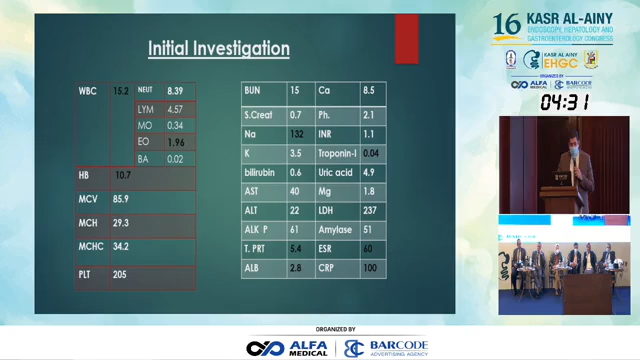 Initial Investigation
WBC 15.2 NEUT 8.39
LYM 4.57
MO 0.34
EO 1.96
BA 0.02
HB 10.7
MCV 85.9
MCH 29.3
MCHC 34.2
PLT 205
BUN 15 Ca 8.5
S.Creat 0.7 Ph. 2.1
Na 132 INR 1.1
K 3.5 Troponin-I 0.04
bilirubin 0.6 Uric acid 4.9
AST 40 Mg 1.8
ALT 22 LDH 237
ALK P 61 Amylase 51
T. PRT 5.4 ESR 60
ALB 2.8 CRP 100
16 KASR AL-AINY
ENDOSCOPY, HEPATOLOGY AND
GASTROENTEROLOGY CONGRESS
KASR AL AINY
EHGC
ORGANIZED BY
ALFA MEDICAL BARCODE
04:31
ORGANIZED BY
ALFA MEDICAL BARCODE
ADVERTISING AGENCY